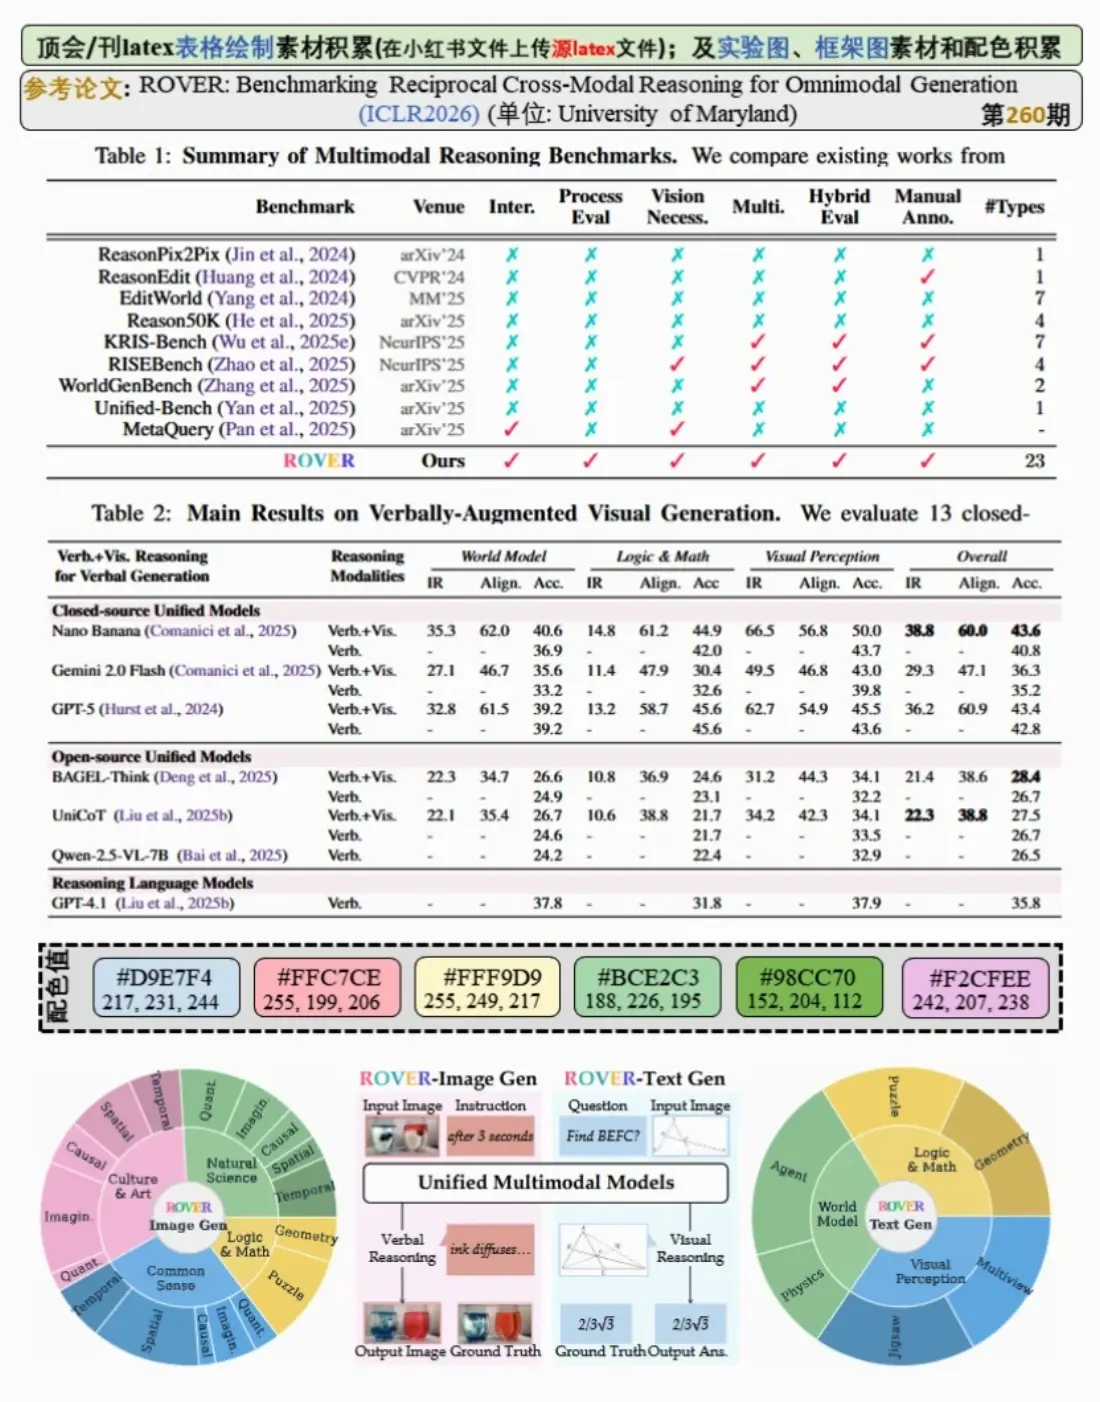 顶会/刊latex表格绘制素材积累(在小红书文件上传源latex文件)；及实验图、框架图素材和配色积累
参考论文: ROVER: Benchmarking Reciprocal Cross-Modal Reasoning for Omnimodal Generation
(ICLR2026) (单位: University of Maryland)
第260期
Table 1: Summary of Multimodal Reasoning Benchmarks. We compare existing works from
Benchmark Venue Inter. Process Eval Vision Necess. Multi. Hybrid Eval Manual Anno. #Types
ReasonPix2Pix (Jin et al., 2024) arXiv'24 ✗ ✗ ✗ ✗ ✗ ✗ 1
ReasonEdit (Huang et al., 2024) CVPR'24 ✗ ✗ ✗ ✗ ✗ ✓ 1
EditWorld (Yang et al., 2024) MM'25 ✗ ✗ ✗ ✗ ✗ ✗ 7
Reason50K (He et al., 2025) arXiv'25 ✗ ✗ ✗ ✗ ✗ ✗ 4
KRIS-Bench (Wu et al., 2025e) NeurIPS'25 ✗ ✗ ✗ ✓ ✓ ✓ 7
RISEBench (Zhao et al., 2025) NeurIPS'25 ✗ ✗ ✓ ✓ ✓ ✓ 4
WorldGenBench (Zhang et al., 2025) arXiv'25 ✗ ✗ ✗ ✓ ✓ ✗ 2
Unified-Bench (Yan et al., 2025) arXiv'25 ✗ ✗ ✗ ✗ ✗ ✗ 1
MetaQuery (Pan et al., 2025) arXiv'25 ✓ ✗ ✓ ✗ ✗ ✗ -
ROVER Ours ✓ ✓ ✓ ✓ ✓ ✓ 23
Table 2: Main Results on Verbally-Augmented Visual Generation. We evaluate 13 closed-
Verb.+Vis. Reasoning Reasoning World Model Logic & Math Visual Perception Overall
for Verbal Generation Modalities IR Align. Acc. IR Align. Acc IR Align. Acc. IR Align. Acc.
Closed-source Unified Models
Nano Banana (Comanici et al., 2025) Verb.+Vis. 35.3 62.0 40.6 14.8 61.2 44.9 66.5 56.8 50.0 38.8 60.0 43.6
Verb. - - 36.9 - - 42.0 - - 43.7 - - 40.8
Gemini 2.0 Flash (Comanici et al., 2025) Verb.+Vis. 27.1 46.7 35.6 11.4 47.9 30.4 49.5 46.8 43.0 29.3 47.1 36.3
Verb. - - 33.2 - - 32.6 - - 39.8 - - 35.2
GPT-5 (Hurst et al., 2024) Verb.+Vis. 32.8 61.5 39.2 13.2 58.7 45.6 62.7 54.9 45.5 36.2 60.9 43.4
Verb. - - 39.2 - - 45.6 - - 43.6 - - 42.8
Open-source Unified Models
BAGEL-Think (Deng et al., 2025) Verb.+Vis. 22.3 34.7 26.6 10.8 36.9 24.6 31.2 44.3 34.1 21.4 38.6 28.4
Verb. - - 24.9 - - 23.1 - - 32.2 - - 26.7
UniCoT (Liu et al., 2025b) Verb.+Vis. 22.1 35.4 26.7 10.6 38.8 21.7 34.2 42.3 34.1 22.3 38.8 27.5
Verb. - - 24.6 - - 21.7 - - 33.5 - - 26.7
Qwen-2.5-VL-7B (Bai et al., 2025) Verb. - - 24.2 - - 22.4 - - 32.9 - - 26.5
Reasoning Language Models
GPT-4.1 (Liu et al., 2025b) Verb. - - 37.8 - - 31.8 - - 37.9 - - 35.8
配色值
#D9E7F4 #FFC7CE #FFF9D9 #BCE2C3 #98CC70 #F2CFEE
217, 231, 244 255, 199, 206 255, 249, 217 188, 226, 195 152, 204, 112 242, 207, 238
ROVER
Image Gen
Culture
& Art
Temporal
Spatial
Causal
Imagin.
Quant.
Natural
Science
Quant.
Imagin.
Causal
Spatial
Temporal
Logic
& Math
Geometry
Puzzle
Common
Sense
Quant.
Imagin.
Causal
Spatial
Temporal
ROVER-Image Gen ROVER-Text Gen
Input Image Instruction Question Input Image
after 3 seconds Find BEFC?
Unified Multimodal Models
Verbal
Reasoning
ink diffuses...
Visual
Reasoning
2/3√3 2/3√3
Output Image Ground Truth Ground Truth Output Ans.
ROVER
Text Gen
Logic
& Math
Puzzle
Geometry
World
Model
Agent
Physics
Visual
Perception
Multiview
Jigsaw